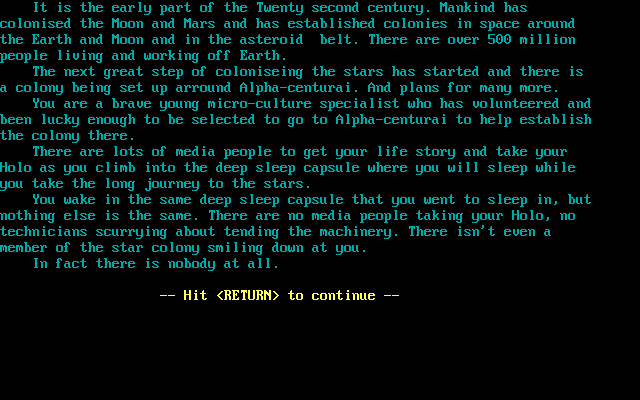 It is the early part of the Twenty second century. Mankind has
colonised the Moon and Mars and has established colonies in space around
the Earth and Moon and in the asteroid  belt. There are over 500 million
people living and working off Earth.
The next great step of coloniseing the stars has started and there is
a colony being set up arround Alpha-centurai. And plans for many more.
You are a brave young micro-culture specialist who has volunteered and
been lucky enough to be selected to go to Alpha-centurai to help establish
the colony there.
There are lots of media people to get your life story and take your
Holo as you climb into the deep sleep capsule where you will sleep while
you take the long journey to the stars.
You wake in the same deep sleep capsule that you went to sleep in, but
nothing else is the same. There are no media people taking your Holo, no
technicians scurrying about tending the machinery. There isn't even a
member of the star colony smiling down at you.
In fact there is nobody at all.
-- Hit <RETURN> to continue --